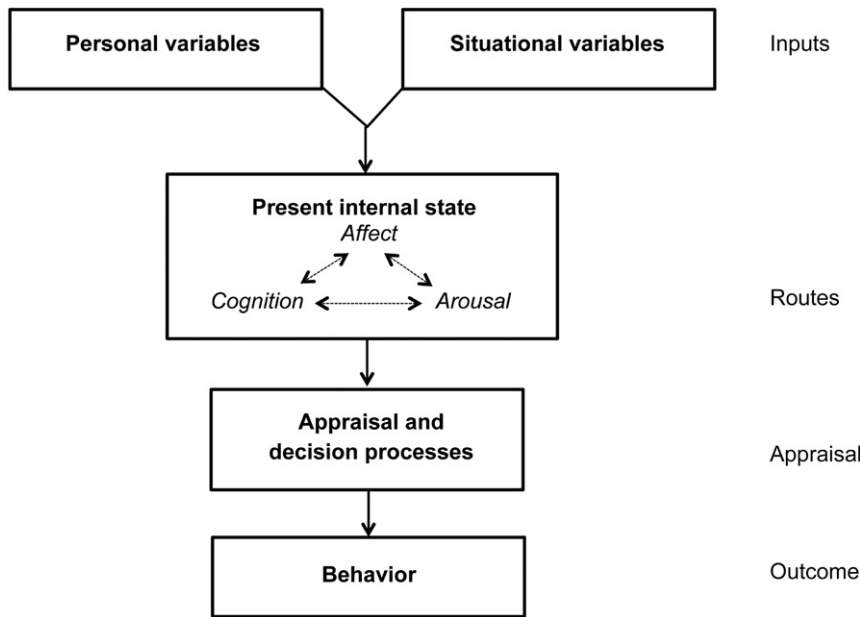 Personal variables
Situational variables
Inputs
Present internal state
Affect
Cognition
Arousal
Routes
Appraisal and
decision processes
Appraisal
Behavior
Outcome